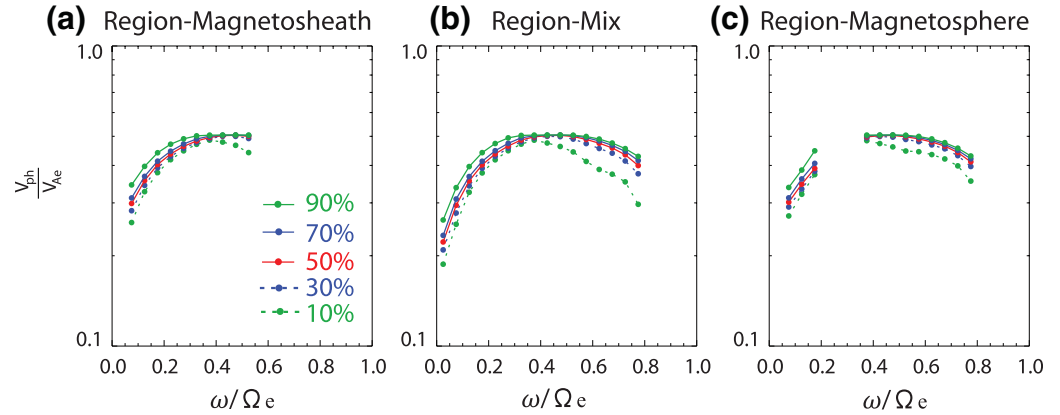 (a) Region-Magnetosheath (b) Region-Mix (c) Region-Magnetosphere
1.0 1.0 1.0
V_ph
V_Ae
90%
70%
50%
30%
10%
0.1 0.1 0.1
0.0 0.2 0.4 0.6 0.8 1.0 0.0 0.2 0.4 0.6 0.8 1.0 0.0 0.2 0.4 0.6 0.8 1.0
ω/Ωe ω/Ωe ω/Ωe